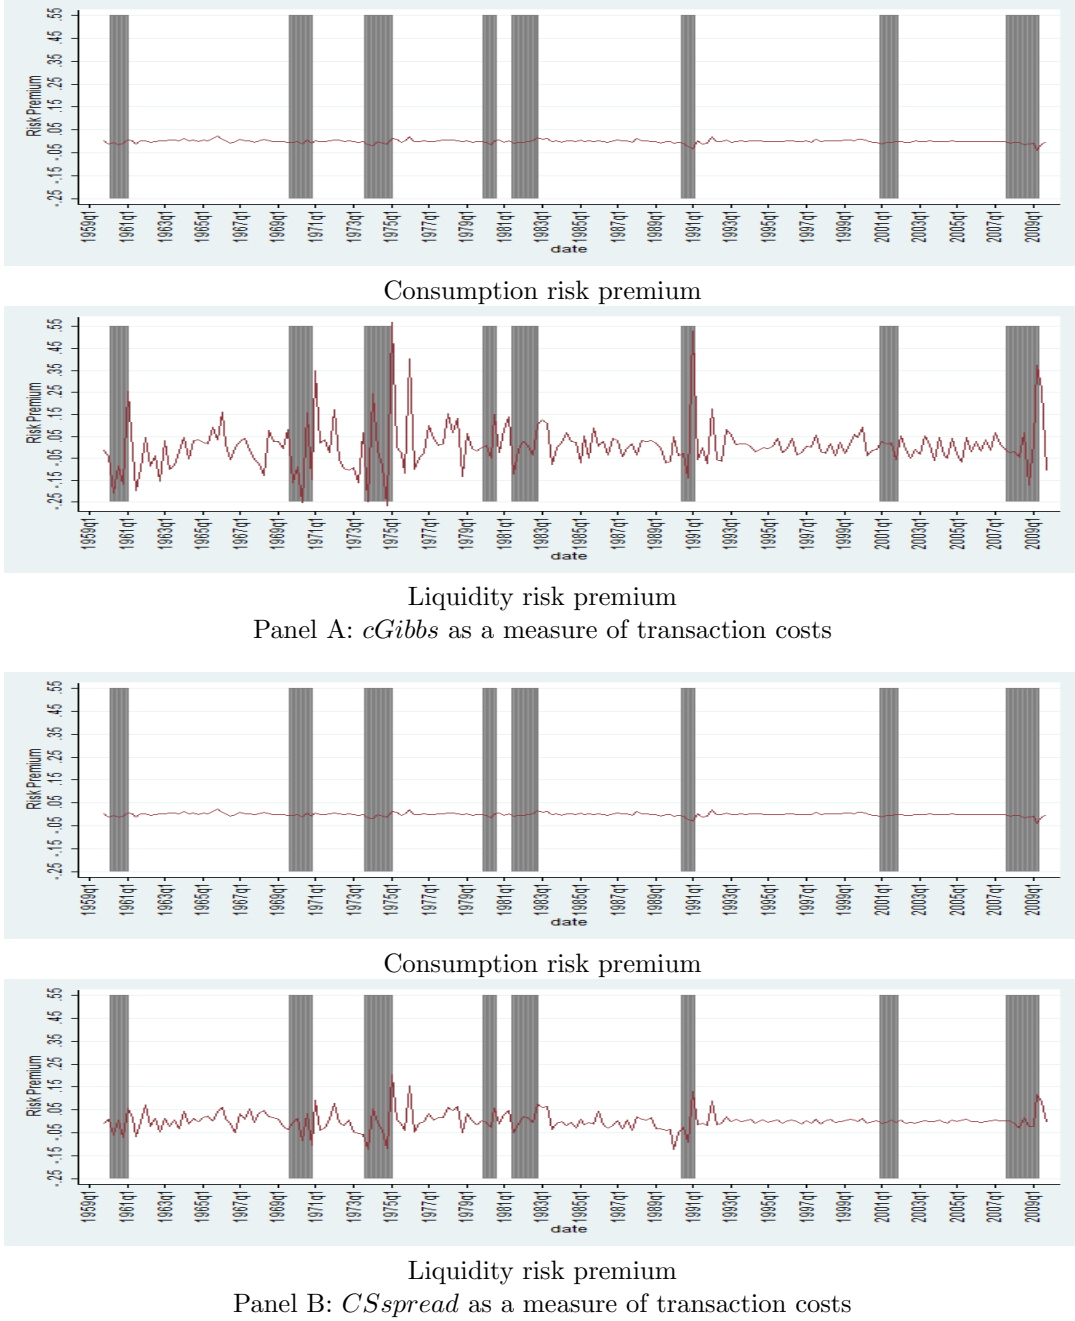 .55
.45
.35
.25
.15
.05
-.05
-.15
-.25
Risk Premium
1959q1 1961q1 1963q1 1965q1 1967q1 1969q1 1971q1 1973q1 1975q1 1977q1 1979q1 1981q1 1983q1 1985q1 1987q1 1989q1 1991q1 1993q1 1995q1 1997q1 1999q1 2001q1 2003q1 2005q1 2007q1 2009q1
date
Consumption risk premium
.55
.45
.35
.25
.15
.05
-.05
-.15
-.25
Risk Premium
1959q1 1961q1 1963q1 1965q1 1967q1 1969q1 1971q1 1973q1 1975q1 1977q1 1979q1 1981q1 1983q1 1985q1 1987q1 1989q1 1991q1 1993q1 1995q1 1997q1 1999q1 2001q1 2003q1 2005q1 2007q1 2009q1
date
Liquidity risk premium
Panel A: cGibbs as a measure of transaction costs
.55
.45
.35
.25
.15
.05
-.05
-.15
-.25
Risk Premium
1959q1 1961q1 1963q1 1965q1 1967q1 1969q1 1971q1 1973q1 1975q1 1977q1 1979q1 1981q1 1983q1 1985q1 1987q1 1989q1 1991q1 1993q1 1995q1 1997q1 1999q1 2001q1 2003q1 2005q1 2007q1 2009q1
date
Consumption risk premium
.55
.45
.35
.25
.15
.05
-.05
-.15
-.25
Risk Premium
1959q1 1961q1 1963q1 1965q1 1967q1 1969q1 1971q1 1973q1 1975q1 1977q1 1979q1 1981q1 1983q1 1985q1 1987q1 1989q1 1991q1 1993q1 1995q1 1997q1 1999q1 2001q1 2003q1 2005q1 2007q1 2009q1
date
Liquidity risk premium
Panel B: CSspread as a measure of transaction costs